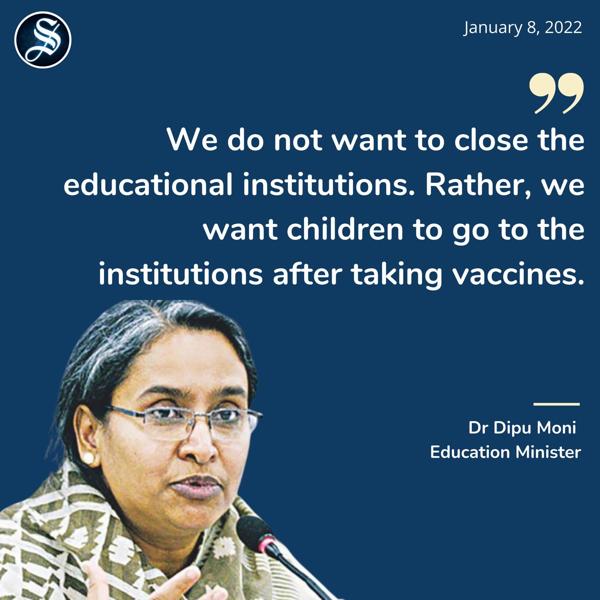 S
January 8, 2022
”
We do not want to close the
educational institutions. Rather, we
want children to go to the
institutions after taking vaccines.
Dr Dipu Moni
Education Minister